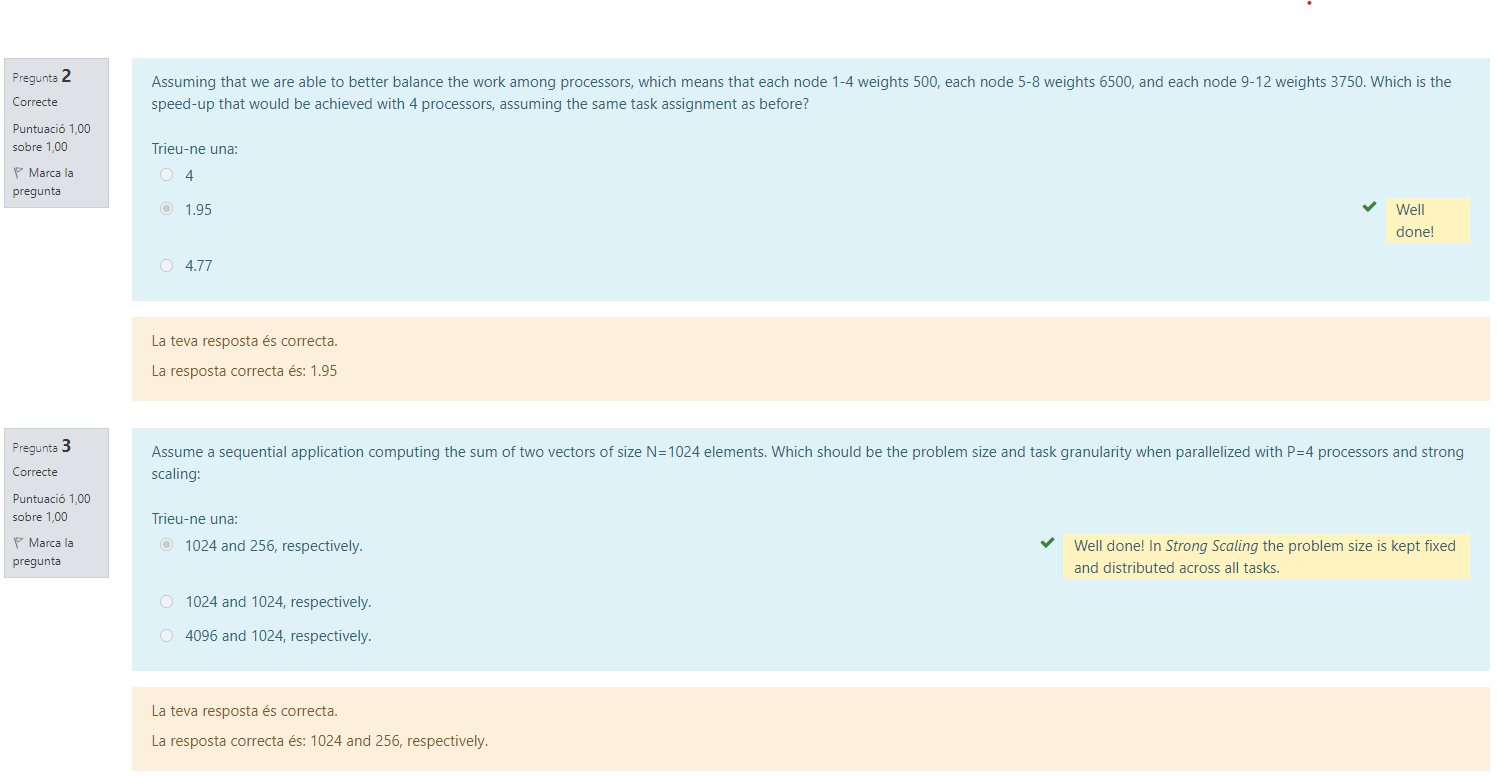 Pregunta 2
Correcte
Puntuació 1,00
sobre 1,00
Marca la
pregunta
Assuming that we are able to better balance the work among processors, which means that each node 1-4 weights 500, each node 5-8 weights 6500, and each node 9-12 weights 3750. Which is the
speed-up that would be achieved with 4 processors, assuming the same task assignment as before?
Trieu-ne una:
4
1.95
Well
done!
4.77
La teva resposta és correcta.
La resposta correcta és: 1.95
Pregunta 3
Correcte
Puntuació 1,00
sobre 1,00
Marca la
pregunta
Assume a sequential application computing the sum of two vectors of size N=1024 elements. Which should be the problem size and task granularity when parallelized with P=4 processors and strong
scaling:
Trieu-ne una:
1024 and 256, respectively.
Well done! In Strong Scaling the problem size is kept fixed
and distributed across all tasks.
1024 and 1024, respectively.
4096 and 1024, respectively.
La teva resposta és correcta.
La resposta correcta és: 1024 and 256, respectively.